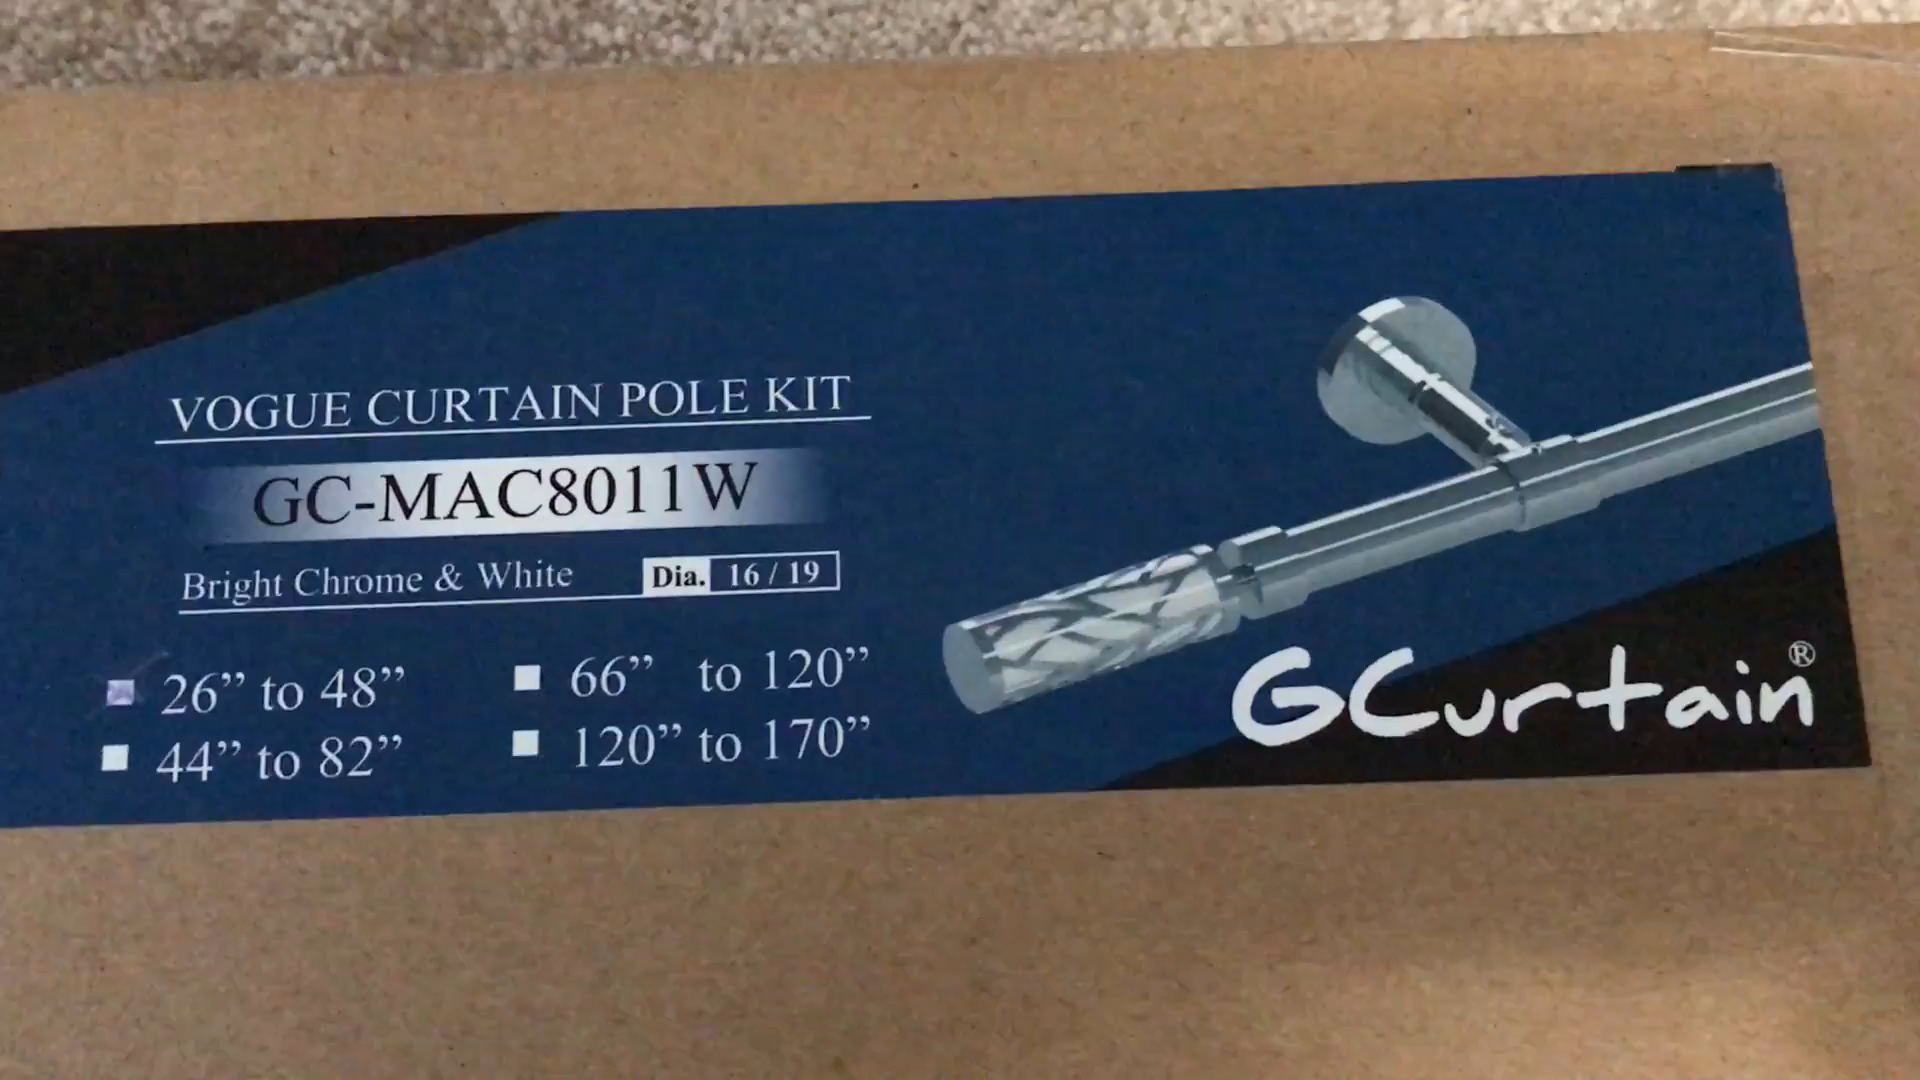 VOGUE CURTAIN POLE KIT
GC-MAC8011W
Bright Chrome & White Dia. 16 / 19
26” to 48”
44” to 82”
66” to 120”
120” to 170”
GCurtain®